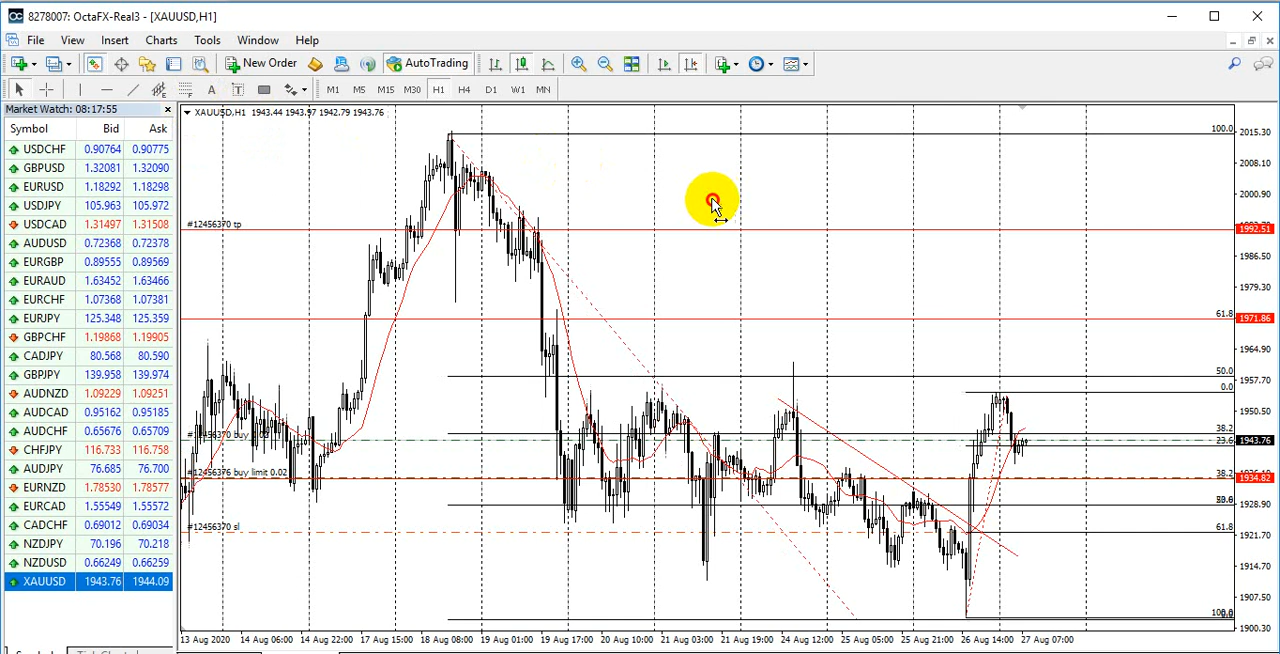 8278007: OctaFX-Real3 - [XAUUSD,H1]
File View Insert Charts Tools Window Help
New Order AutoTrading
A T M1 M5 M15 M30 H1 H4 D1 W1 MN
Market Watch: 08:17:55
Symbol Bid Ask
USDCHF 0.90764 0.90775
GBPUSD 1.32081 1.32090
EURUSD 1.18292 1.18298
USDJPY 105.963 105.972
USDCAD 1.31497 1.31508
AUDUSD 0.72368 0.72378
EURGBP 0.89555 0.89569
EURAUD 1.63452 1.63466
EURCHF 1.07368 1.07381
EURJPY 125.348 125.359
GBPCHF 1.19868 1.19905
CADJPY 80.568 80.590
GBPJPY 139.958 139.974
AUDNZD 1.09229 1.09251
AUDCAD 0.95162 0.95185
AUDCHF 0.65676 0.65709
CHFJPY 116.733 116.758
AUDJPY 76.685 76.700
EURNZD 1.78530 1.78577
EURCAD 1.55549 1.55572
CADCHF 0.69012 0.69034
NZDJPY 70.196 70.218
NZDUSD 0.66249 0.66259
XAUUSD 1943.76 1944.09
XAUUSD,H1 1943.44 1943.97 1942.79 1943.76
#12456370 tp
#12456370 buy
#12456376 buy limit 0.02
#12456370 sl
100.0
61.8
50.0
0.0
38.2
23.6
38.2
61.8
2015.30
2008.10
2000.90
1992.51
1986.50
1979.30
1971.86
1964.90
1957.70
1950.50
1943.76
1934.82
1928.90
1921.70
1914.70
1907.50
1900.30
13 Aug 2020 14 Aug 06:00 14 Aug 22:00 17 Aug 15:00 18 Aug 08:00 19 Aug 01:00 19 Aug 17:00 20 Aug 10:00 21 Aug 03:00 21 Aug 19:00 24 Aug 12:00 25 Aug 05:00 25 Aug 21:00 26 Aug 14:00 27 Aug 07:00